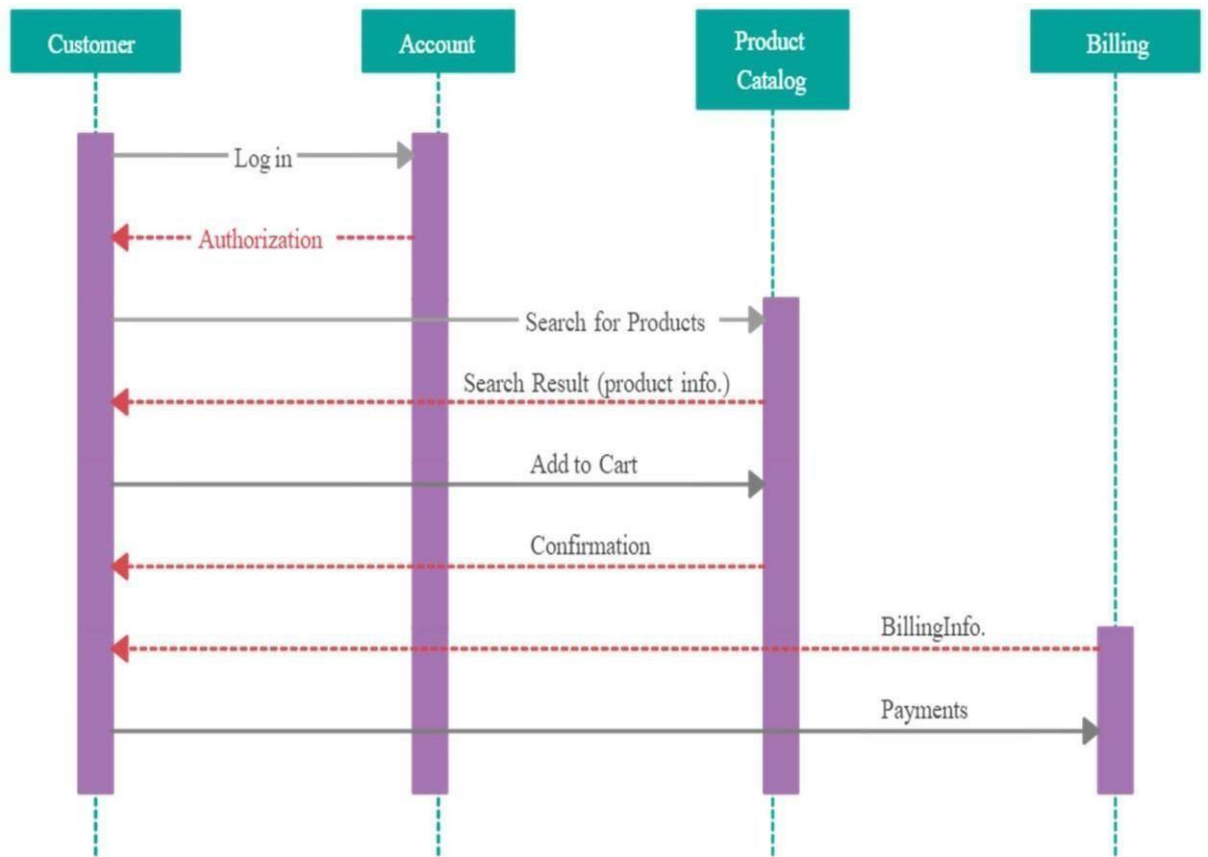 Customer
Account
Product
Catalog
Billing
Log in
Authorization
Search for Products
Search Result (product info.)
Add to Cart
Confirmation
BillingInfo.
Payments